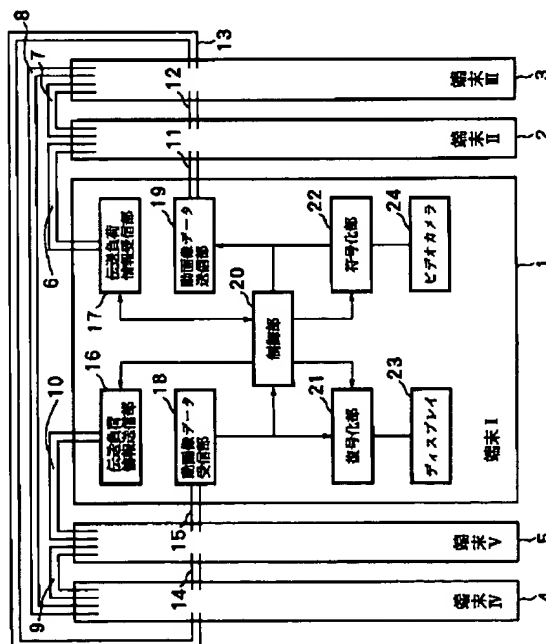 8
7
13
6
12
11
端末Ⅲ
3
端末Ⅱ
2
10
9
16
伝送負荷
情報送信部
17
伝送負荷
情報受信部
18
動画像データ
受信部
19
動画像データ
送信部
20
制御部
21
復号化部
22
符号化部
23
ディスプレイ
24
ビデオカメラ
端末Ⅰ
1
15
14
端末Ⅴ
5
端末Ⅳ
4